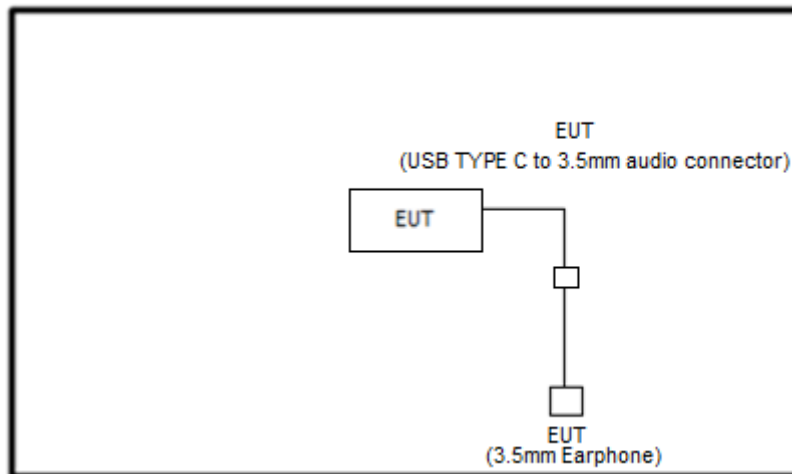 EUT
(USB TYPE C to 3.5mm audio connector)
EUT
EUT
(3.5mm Earphone)